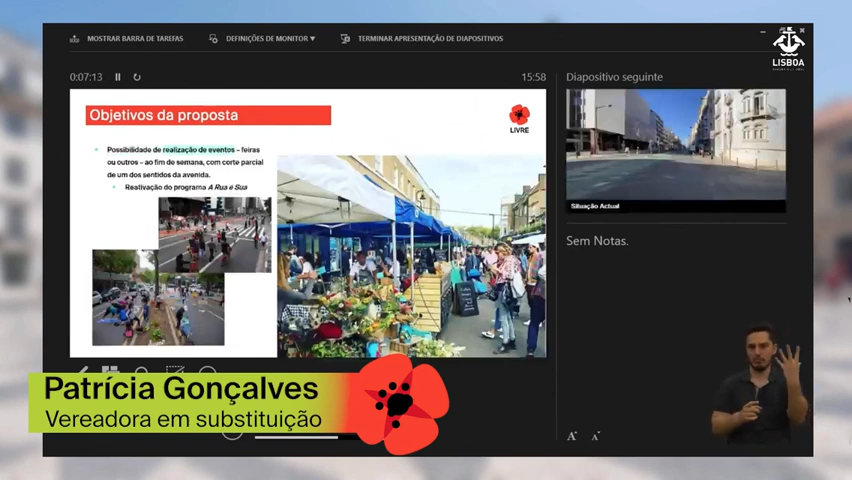 MOSTRAR BARRA DE TAREFAS
DEFINIÇÕES DE MONITOR ▼
TERMINAR APRESENTAÇÃO DE DIAPOSITIVOS
LISBOA
0:07:13
15:58
Diapositivo seguinte
Objetivos da proposta
LIVRE
Possibilidade de realização de eventos – feiras
ou outros – ao fim de semana, com corte parcial
de um dos sentidos da avenida.
Reativação do programa A Rua é Sua
Situação Actual
Sem Notas.
Patrícia Gonçalves
Vereadora em substituição
A A